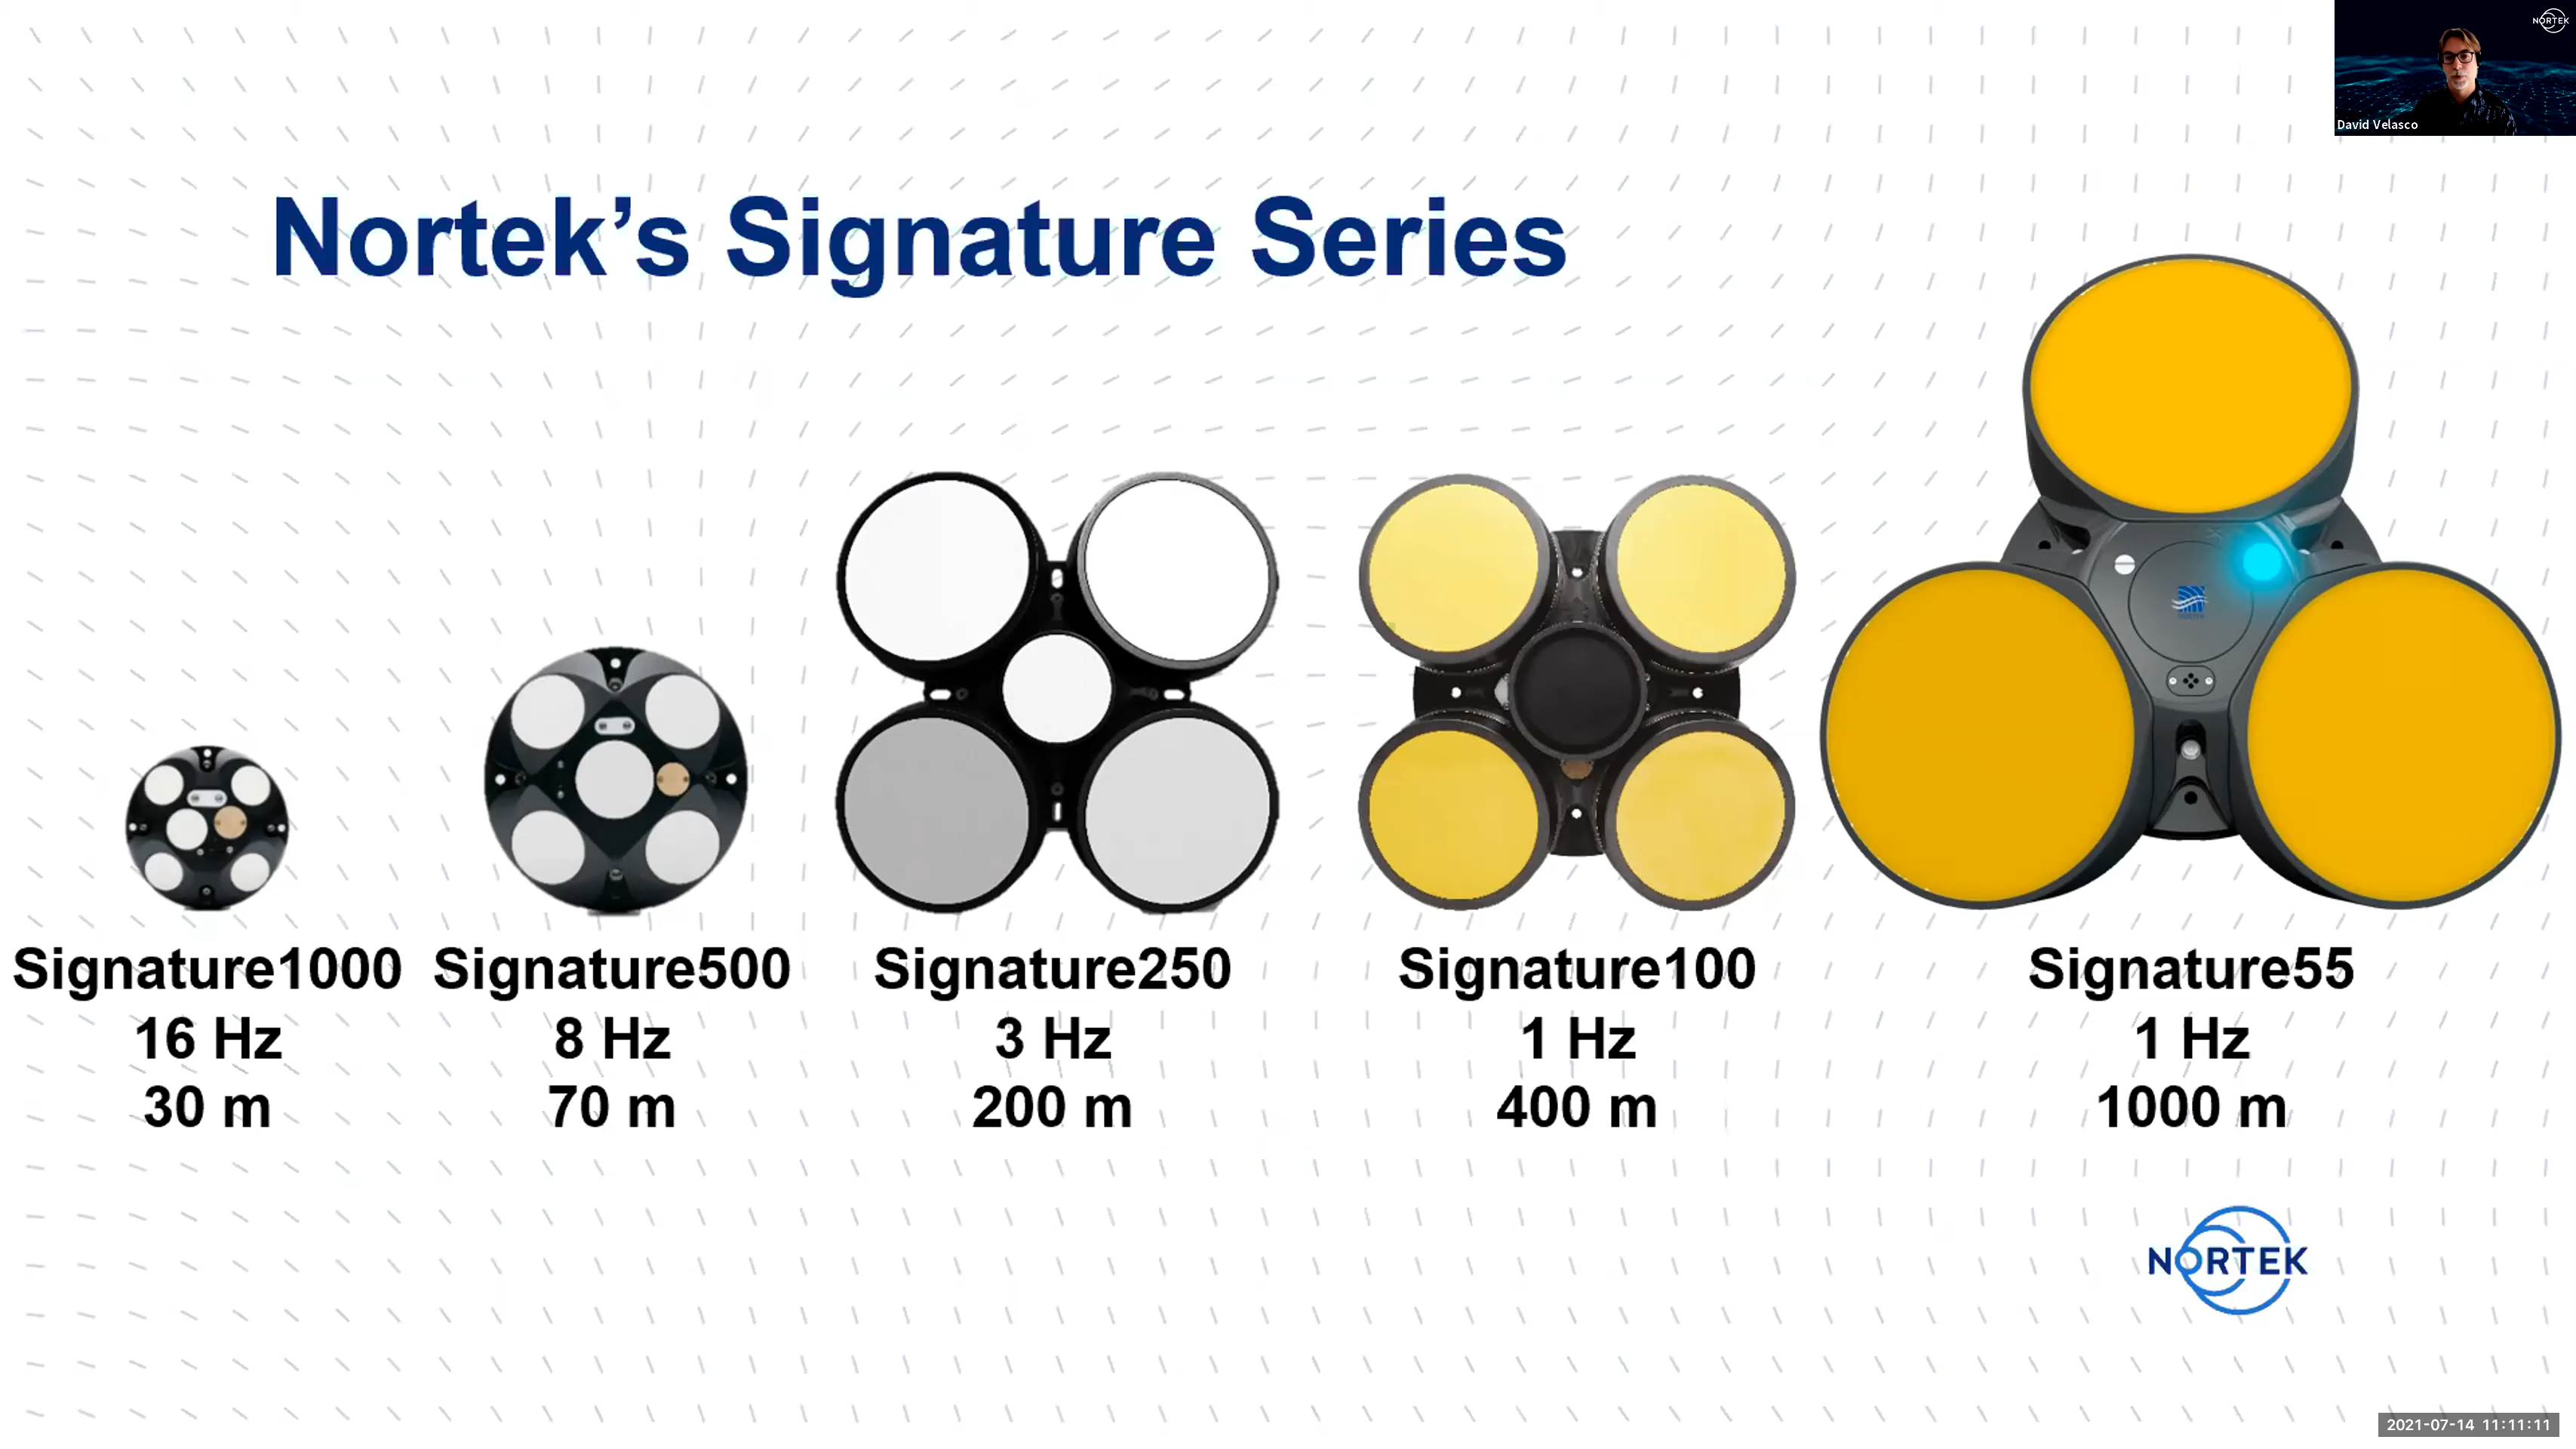 NORTEK
David Velasco
Nortek's Signature Series
Signature1000
16 Hz
30 m
Signature500
8 Hz
70 m
Signature250
3 Hz
200 m
Signature100
1 Hz
400 m
Signature55
1 Hz
1000 m
NORTEK
2021-07-14 11:11:11